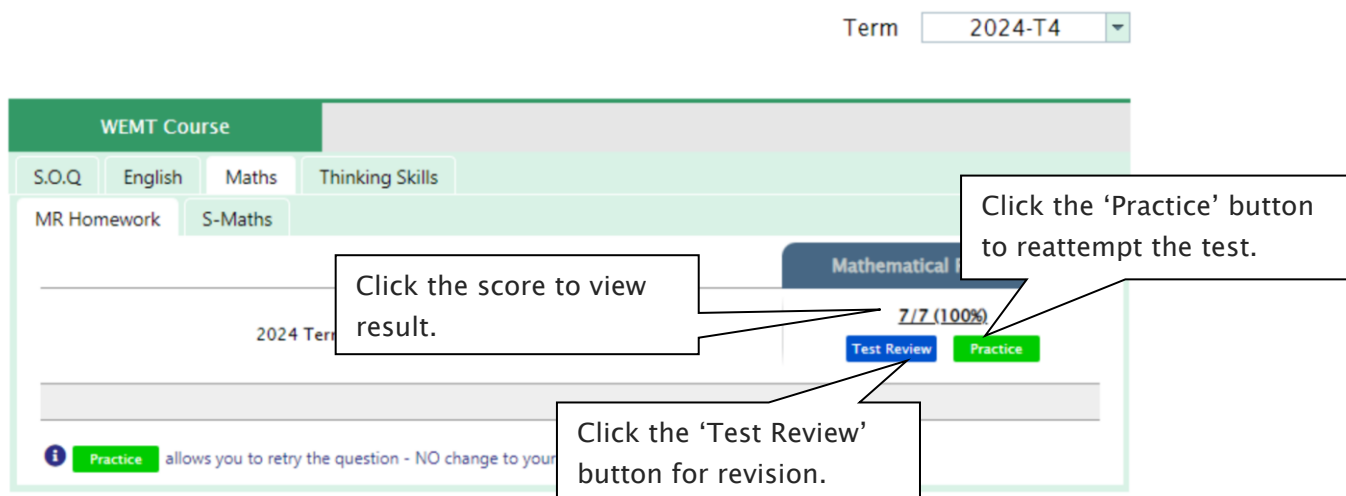 Term 2024-T4
WEMT Course
S.O.Q English Maths Thinking Skills
MR Homework S-Maths
Click the ‘Practice’ button
to reattempt the test.
Mathematical
Click the score to view
result.
7/7 (100%)
2024
Test Review Practice
Click the ‘Test Review’
button for revision.
Practice allows you to retry the question - NO change to your